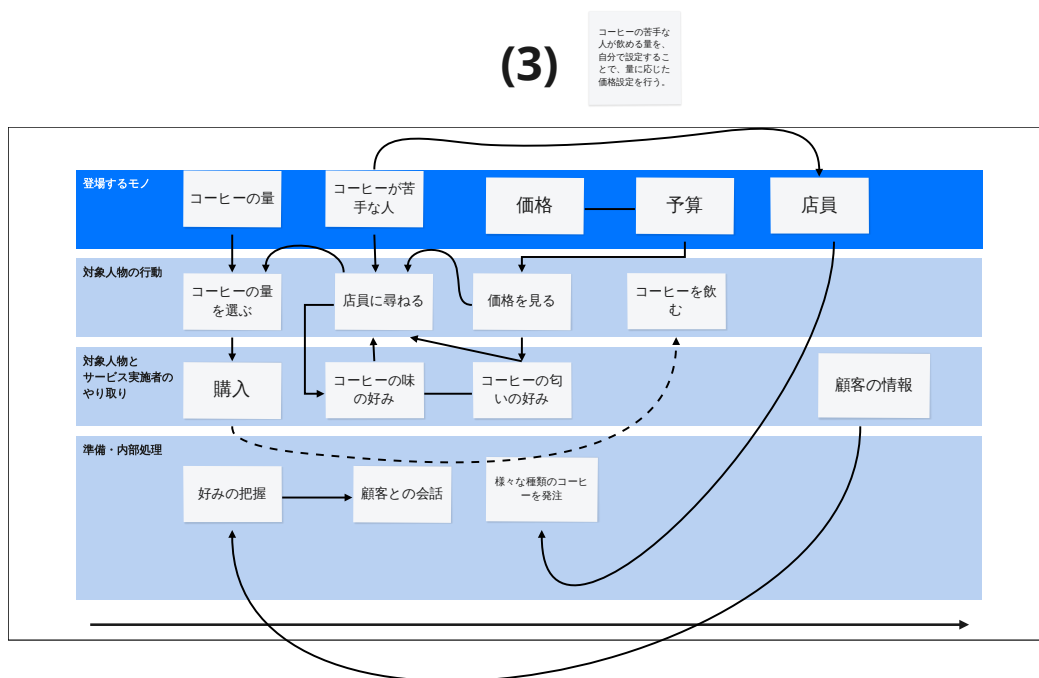 (3)
コーヒーの苦手な
人が飲める量を、
自分で設定するこ
とで、量に応じた
価格設定を行う。
登場するモノ
コーヒーの量
コーヒーが苦
手な人
価格
予算
店員
対象人物の行動
コーヒーの量
を選ぶ
店員に尋ねる
価格を見る
コーヒーを飲
む
対象人物と
サービス実施者の
やり取り
購入
コーヒーの味
の好み
コーヒーの匂
いの好み
顧客の情報
準備・内部処理
好みの把握
顧客との会話
様々な種類のコーヒ
ーを発注